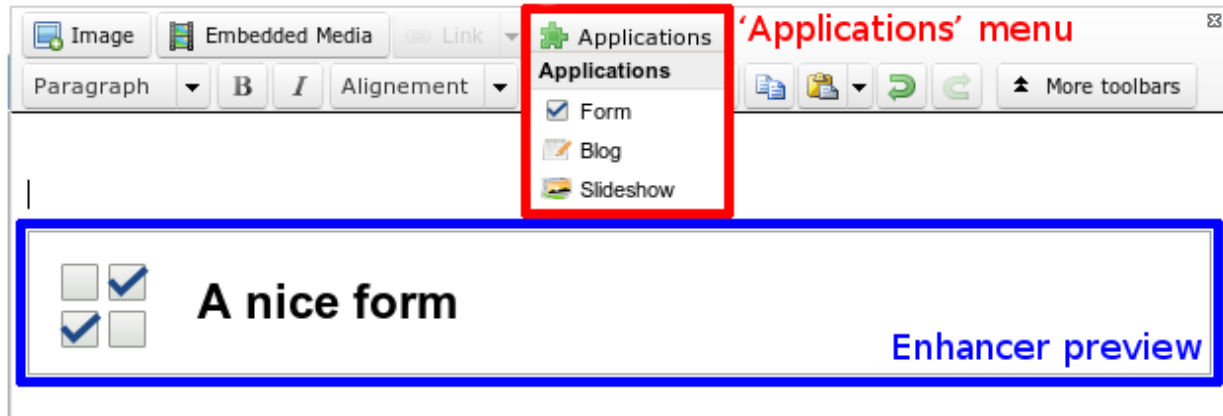 Image Embedded Media Link Applications 'Applications' menu
Paragraph B I Alignement Applications More toolbars
Form
Blog
Slideshow
A nice form
Enhancer preview